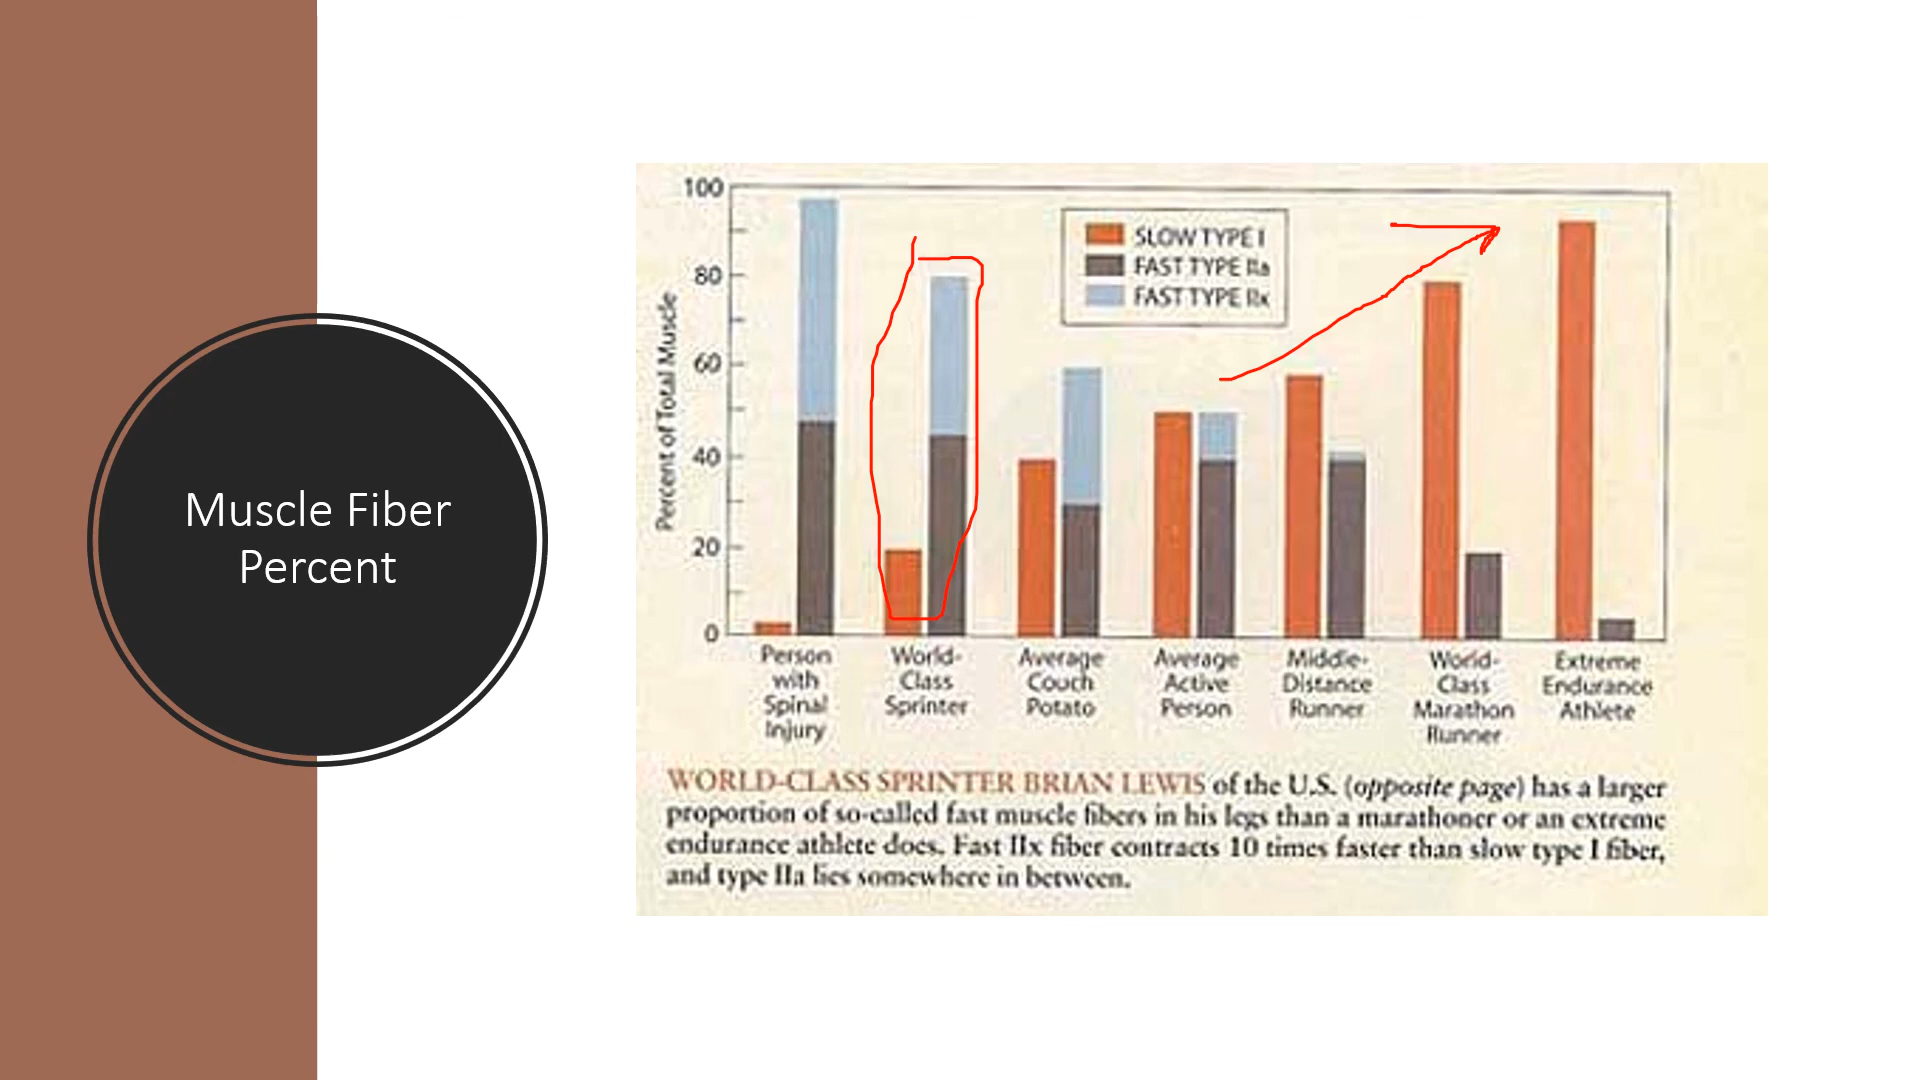 Muscle Fiber
Percent
100
80
60
40
20
0
Percent of Total Muscle
SLOW TYPE I
FAST TYPE IIa
FAST TYPE IIx
Person
with
Spinal
Injury
World-
Class
Sprinter
Average
Couch
Potato
Average
Active
Person
Middle-
Distance
Runner
World-
Class
Marathon
Runner
Extreme
Endurance
Athlete
WORLD-CLASS SPRINTER BRIAN LEWIS of the U.S. (opposite page) has a larger
proportion of so-called fast muscle fibers in his legs than a marathoner or an extreme
endurance athlete does. Fast IIx fiber contracts 10 times faster than slow type I fiber,
and type IIa lies somewhere in between.